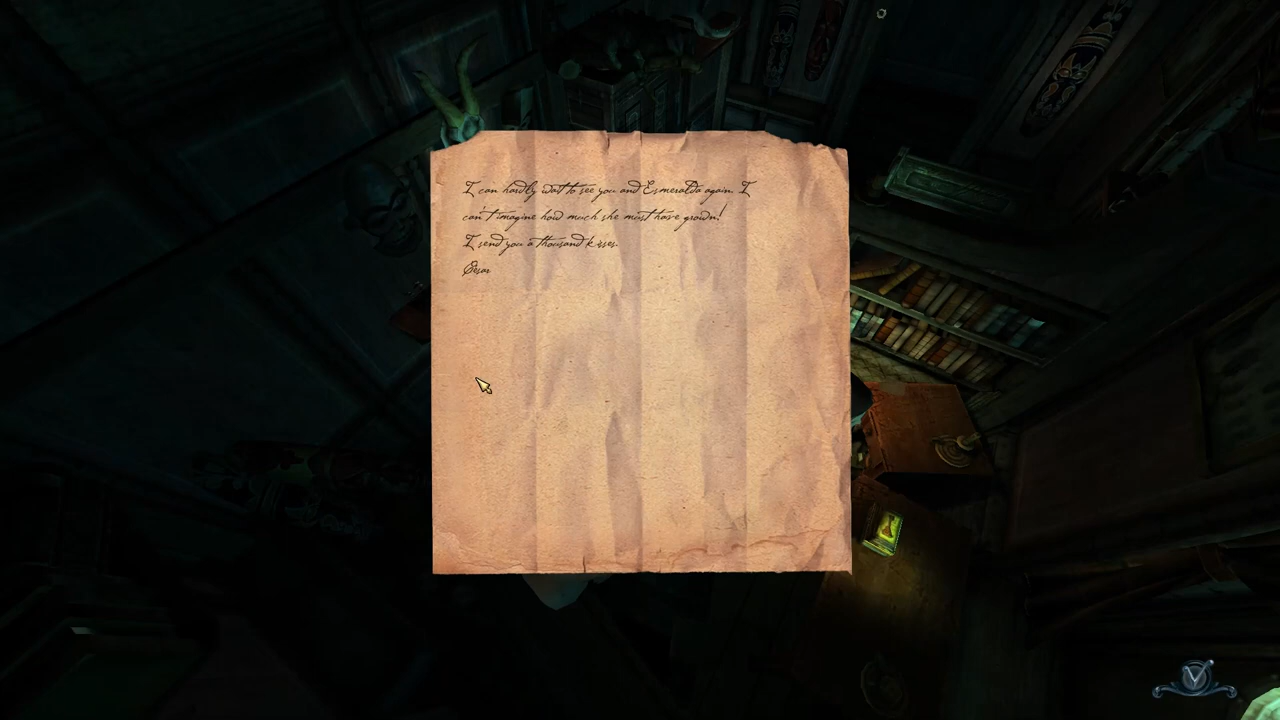 I can hardly wait to see you and Esmeralda again. I
can't imagine how much she must have grown!
I send you a thousand kisses.
César